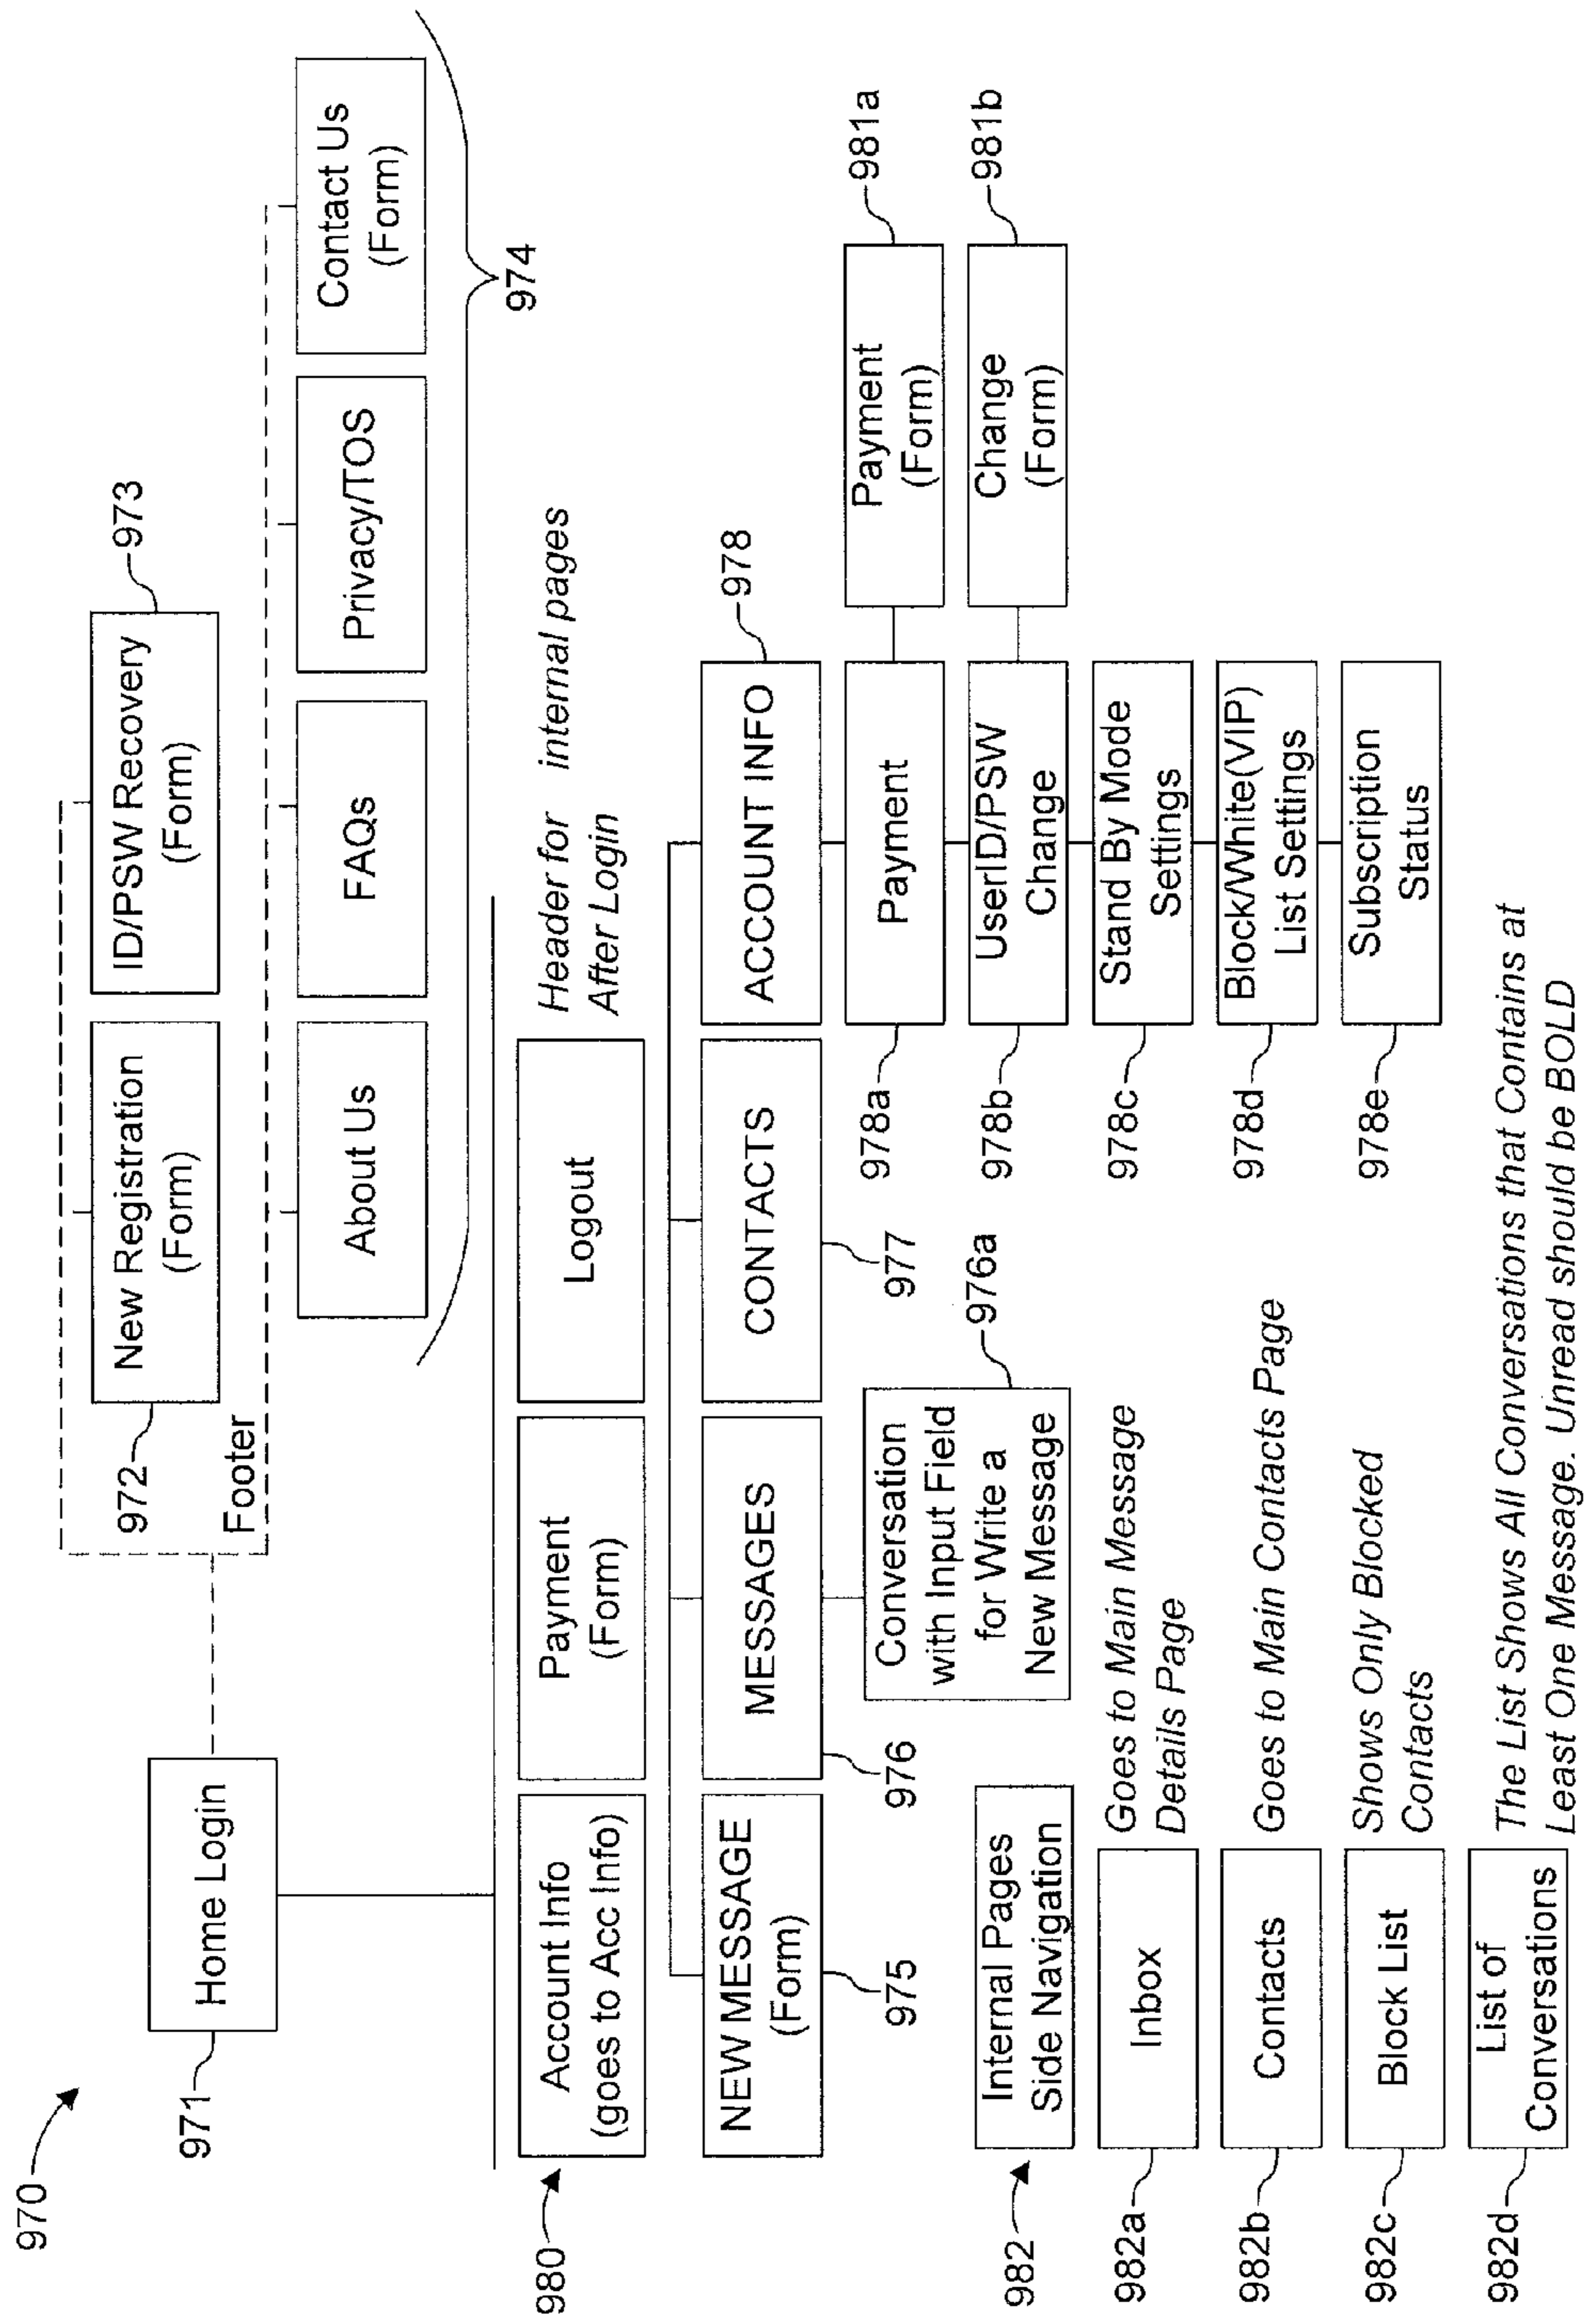 970
971
Home Login
972
New Registration
(Form)
ID/PSW Recovery
(Form)
973
Footer
About Us
FAQs
Privacy/TOS
Contact Us
(Form)
974
980
Account Info
(goes to Acc Info)
Payment
(Form)
Logout
Header for internal pages
After Login
NEW MESSAGE
(Form)
975
MESSAGES
976
CONTACTS
977
ACCOUNT INFO
978
Conversation
with Input Field
for Write a
New Message
976a
978a
Payment
Payment
(Form)
981a
978b
UserID/PSW
Change
Change
(Form)
981b
978c
Stand By Mode
Settings
978d
Block/White(VIP)
List Settings
978e
Subscription
Status
982
Internal Pages
Side Navigation
982a
Inbox
Goes to Main Message
Details Page
982b
Contacts
Goes to Main Contacts Page
982c
Block List
Shows Only Blocked
Contacts
982d
List of
Conversations
The List Shows All Conversations that Contains at
Least One Message. Unread should be BOLD